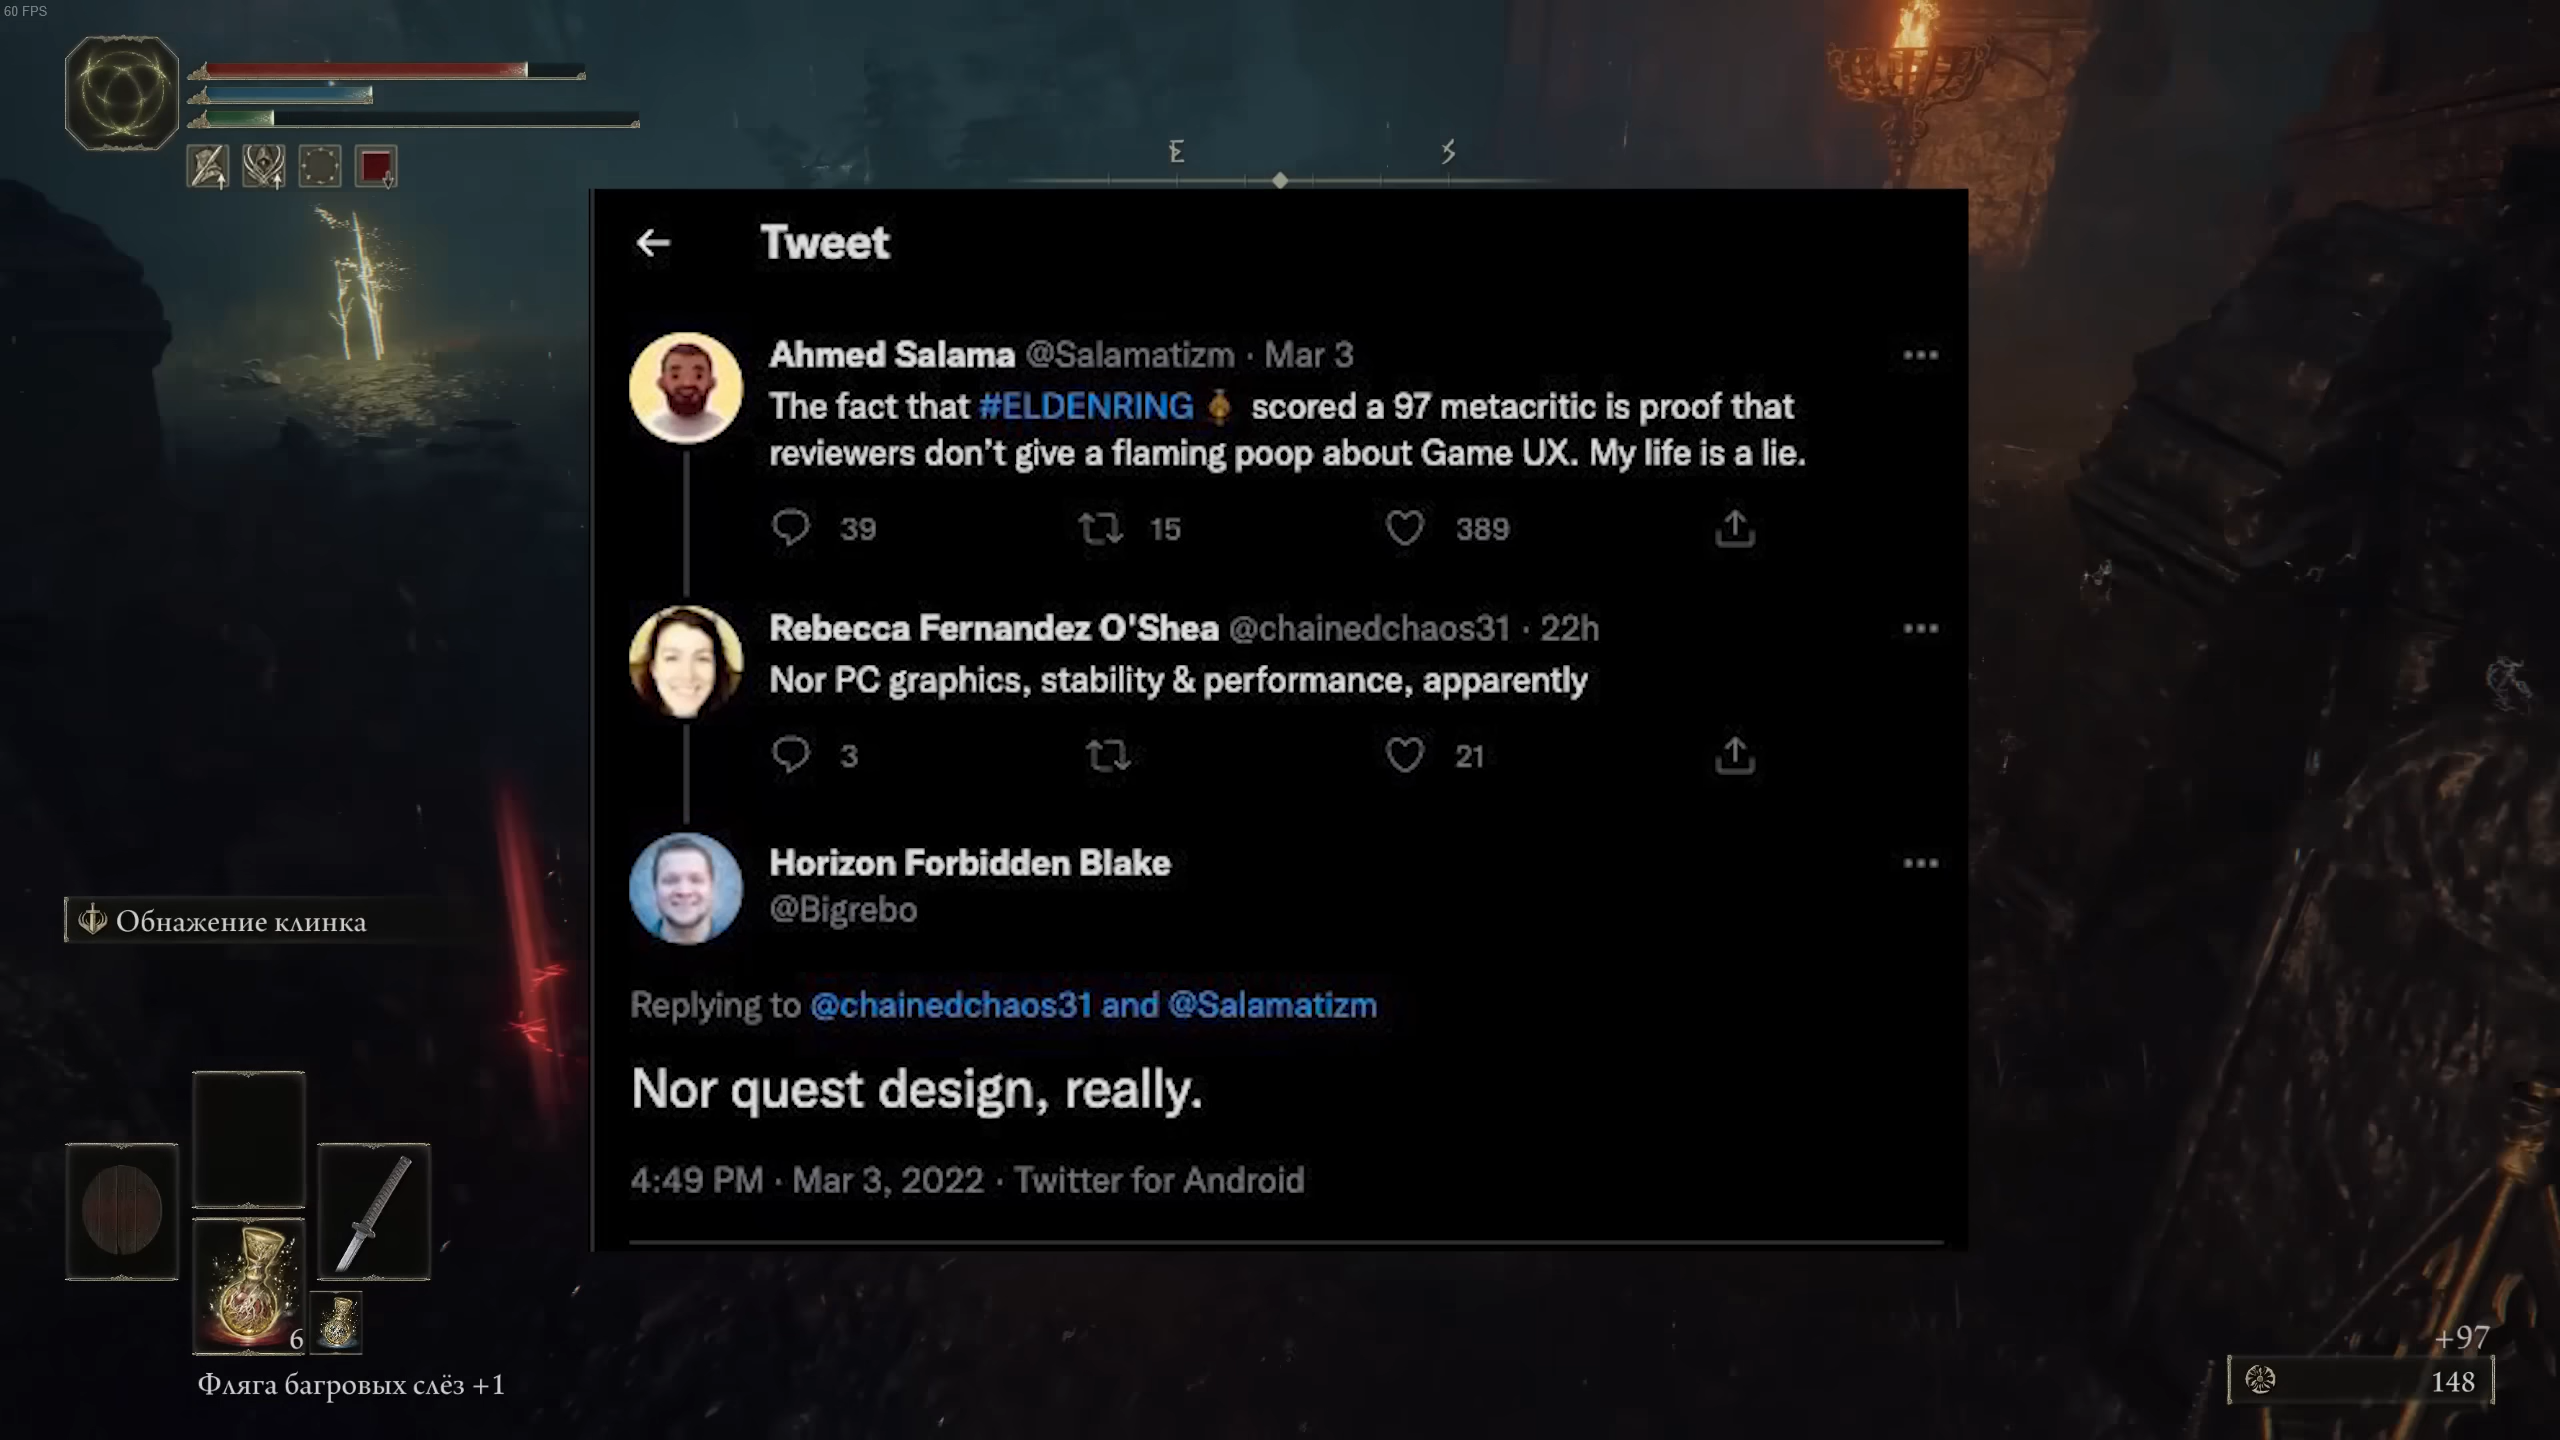 60 FPS
E S
Tweet
Ahmed Salama @Salamatizm · Mar 3
The fact that #ELDENRING scored a 97 metacritic is proof that
reviewers don't give a flaming poop about Game UX. My life is a lie.
39 15 389
Rebecca Fernandez O'Shea @chainedchaos31 · 22h
Nor PC graphics, stability & performance, apparently
3 21
Horizon Forbidden Blake
@Bigrebo
Обнажение клинка
Replying to @chainedchaos31 and @Salamatizm
Nor quest design, really.
4:49 PM · Mar 3, 2022 · Twitter for Android
6
Фляга багровых слёз +1
+97
148